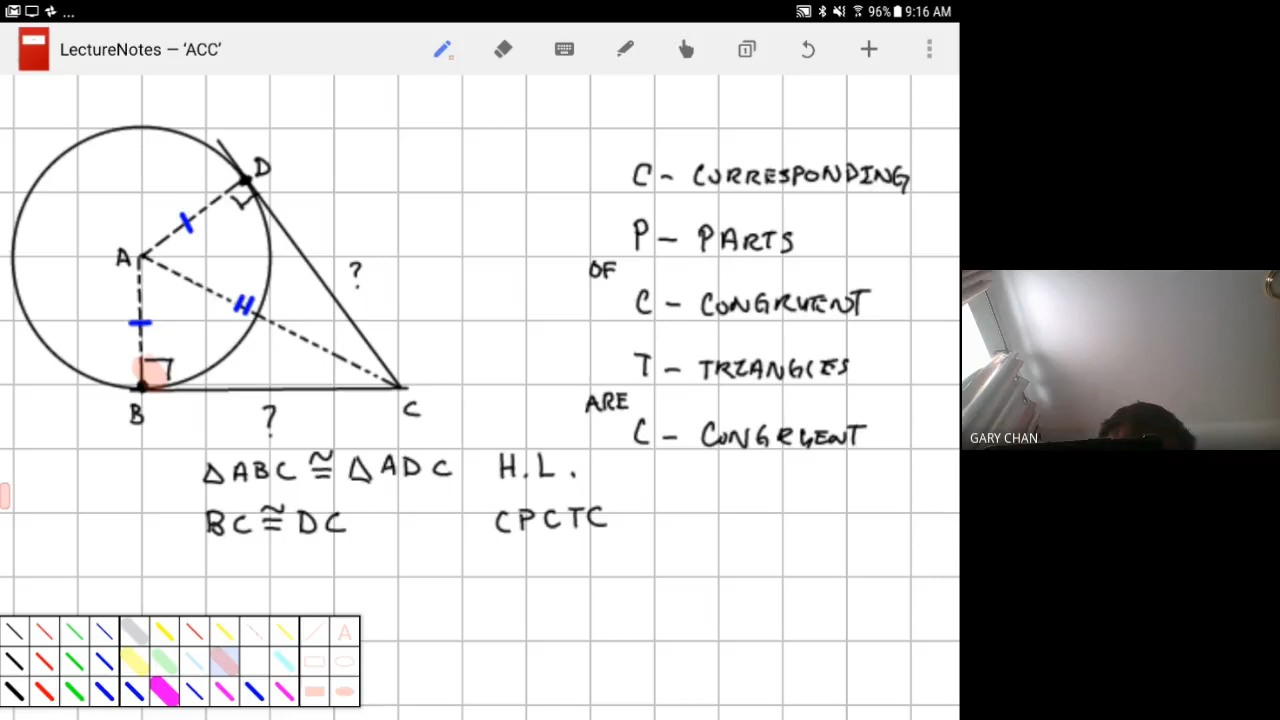 ... 96% 9:16 AM
LectureNotes – ‘ACC’
D
A
?
H
B
C
?
C - CORRESPONDING
P - PARTS
OF
C - CONGRUENT
T - TRIANGLES
ARE
C - CONGRUENT
△ABC ≅ △ADC H.L.
BC ≅ DC CPCTC
A
GARY CHAN